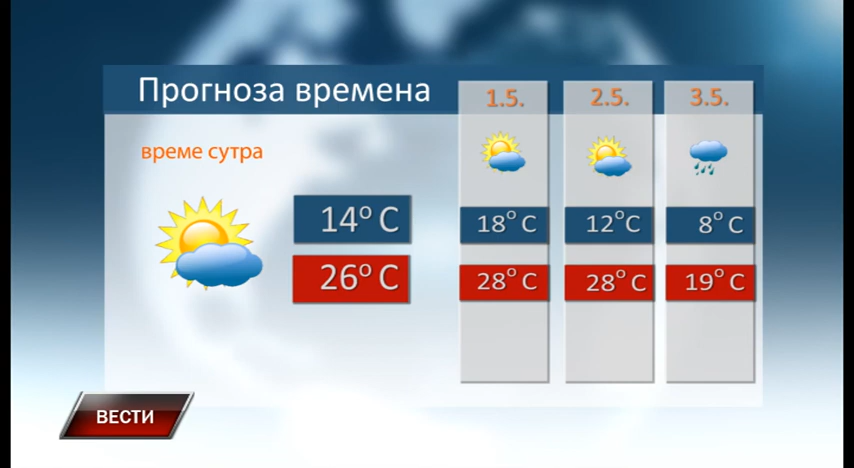 Прогноза времена
време сутра
14° C
26° C
1.5.
18° C
28° C
2.5.
12°C
28° C
3.5.
8° C
19° C
ВЕСТИ